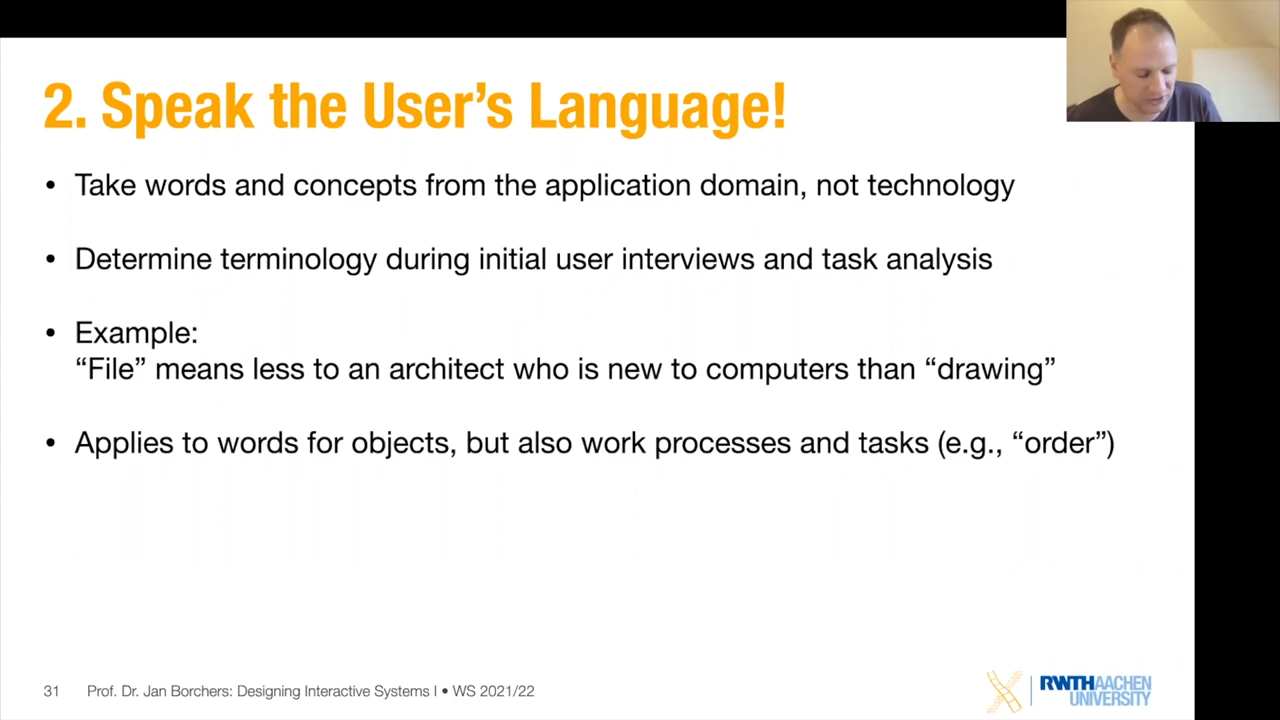 2. Speak the User’s Language!
• Take words and concepts from the application domain, not technology
• Determine terminology during initial user interviews and task analysis
• Example:
“File” means less to an architect who is new to computers than “drawing”
• Applies to words for objects, but also work processes and tasks (e.g., “order”)
31 Prof. Dr. Jan Borchers: Designing Interactive Systems I • WS 2021/22
RWTHAACHEN
UNIVERSITY